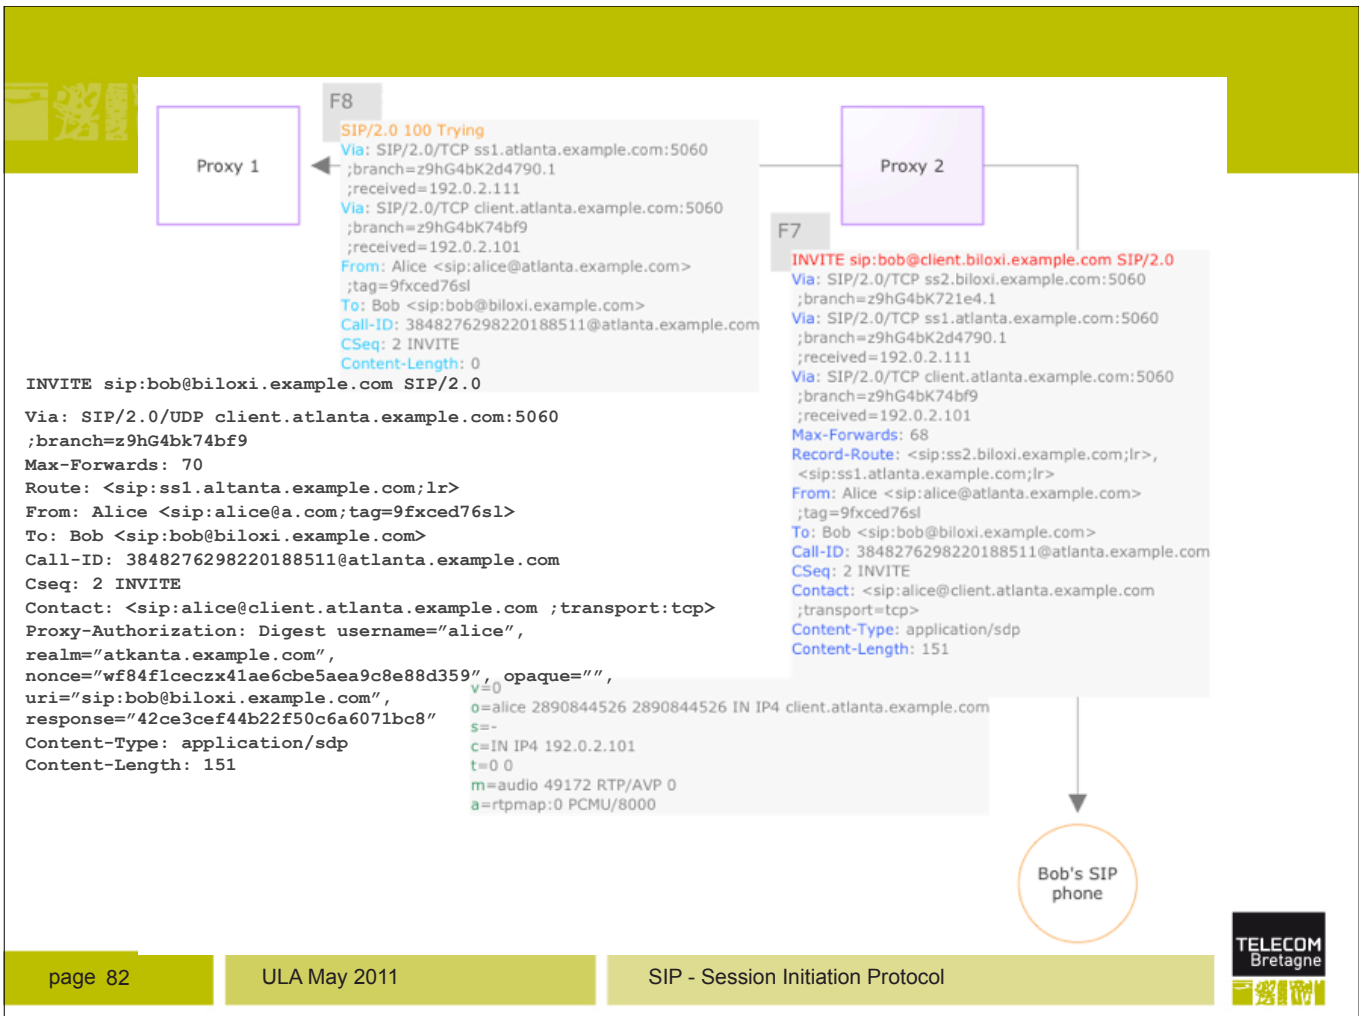 F8
SIP/2.0 100 Trying
Via: SIP/2.0/TCP ss1.atlanta.example.com:5060
;branch=z9hG4bK2d4790.1
;received=192.0.2.111
Via: SIP/2.0/TCP client.atlanta.example.com:5060
;branch=z9hG4bK74bf9
;received=192.0.2.101
From: Alice <sip:alice@atlanta.example.com>
;tag=9fxced76sl
To: Bob <sip:bob@biloxi.example.com>
Call-ID: 3848276298220188511@atlanta.example.com
CSeq: 2 INVITE
Content-Length: 0
Proxy 1
Proxy 2
F7
INVITE sip:bob@client.biloxi.example.com SIP/2.0
Via: SIP/2.0/TCP ss2.biloxi.example.com:5060
;branch=z9hG4bK721e4.1
Via: SIP/2.0/TCP ss1.atlanta.example.com:5060
;branch=z9hG4bK2d4790.1
;received=192.0.2.111
Via: SIP/2.0/TCP client.atlanta.example.com:5060
;branch=z9hG4bK74bf9
;received=192.0.2.101
Max-Forwards: 68
Record-Route: <sip:ss2.biloxi.example.com;lr>,
<sip:ss1.atlanta.example.com;lr>
From: Alice <sip:alice@atlanta.example.com>
;tag=9fxced76sl
To: Bob <sip:bob@biloxi.example.com>
Call-ID: 3848276298220188511@atlanta.example.com
CSeq: 2 INVITE
Contact: <sip:alice@client.atlanta.example.com
;transport=tcp>
Content-Type: application/sdp
Content-Length: 151
INVITE sip:bob@biloxi.example.com SIP/2.0
Via: SIP/2.0/UDP client.atlanta.example.com:5060
;branch=z9hG4bk74bf9
Max-Forwards: 70
Route: <sip:ss1.altanta.example.com;lr>
From: Alice <sip:alice@a.com;tag=9fxced76sl>
To: Bob <sip:bob@biloxi.example.com>
Call-ID: 3848276298220188511@atlanta.example.com
Cseq: 2 INVITE
Contact: <sip:alice@client.atlanta.example.com ;transport:tcp>
Proxy-Authorization: Digest username=”alice”,
realm=”atkanta.example.com”,
nonce=”wf84f1ceczx41ae6cbe5aea9c8e88d359”, opaque=””,
uri=”sip:bob@biloxi.example.com”,
response=”42ce3cef44b22f50c6a6071bc8”
Content-Type: application/sdp
Content-Length: 151
v=0
o=alice 2890844526 2890844526 IN IP4 client.atlanta.example.com
s=-
c=IN IP4 192.0.2.101
t=0 0
m=audio 49172 RTP/AVP 0
a=rtpmap:0 PCMU/8000
Bob's SIP
phone
page 82
ULA May 2011
SIP - Session Initiation Protocol
TELECOM
Bretagne